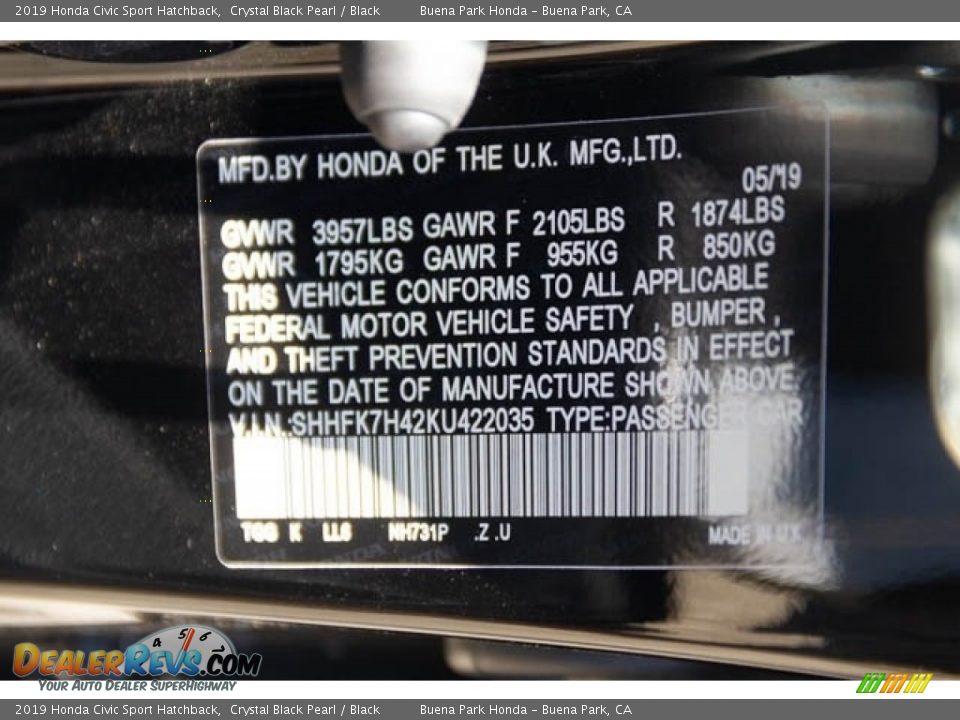 2019 Honda Civic Sport Hatchback,  Crystal Black Pearl / Black  Buena Park Honda - Buena Park, CA
MFD.BY HONDA OF THE U.K. MFG.,LTD.
05/19
GVWR 3957LBS GAWR F 2105LBS R 1874LBS
GVWR 1795KG GAWR F 955KG R 850KG
THIS VEHICLE CONFORMS TO ALL APPLICABLE
FEDERAL MOTOR VEHICLE SAFETY , BUMPER ,
AND THEFT PREVENTION STANDARDS IN EFFECT
ON THE DATE OF MANUFACTURE SHOWN ABOVE.
V.I.N.:SHHFK7H42KU422035 TYPE:PASSENGER CAR
TGG K LLS NH731P .Z .U MADE IN U.K
4 5 6
DEALERREVS.COM
YOUR AUTO DEALER SUPERHIGHWAY
2019 Honda Civic Sport Hatchback,  Crystal Black Pearl / Black  Buena Park Honda - Buena Park, CA